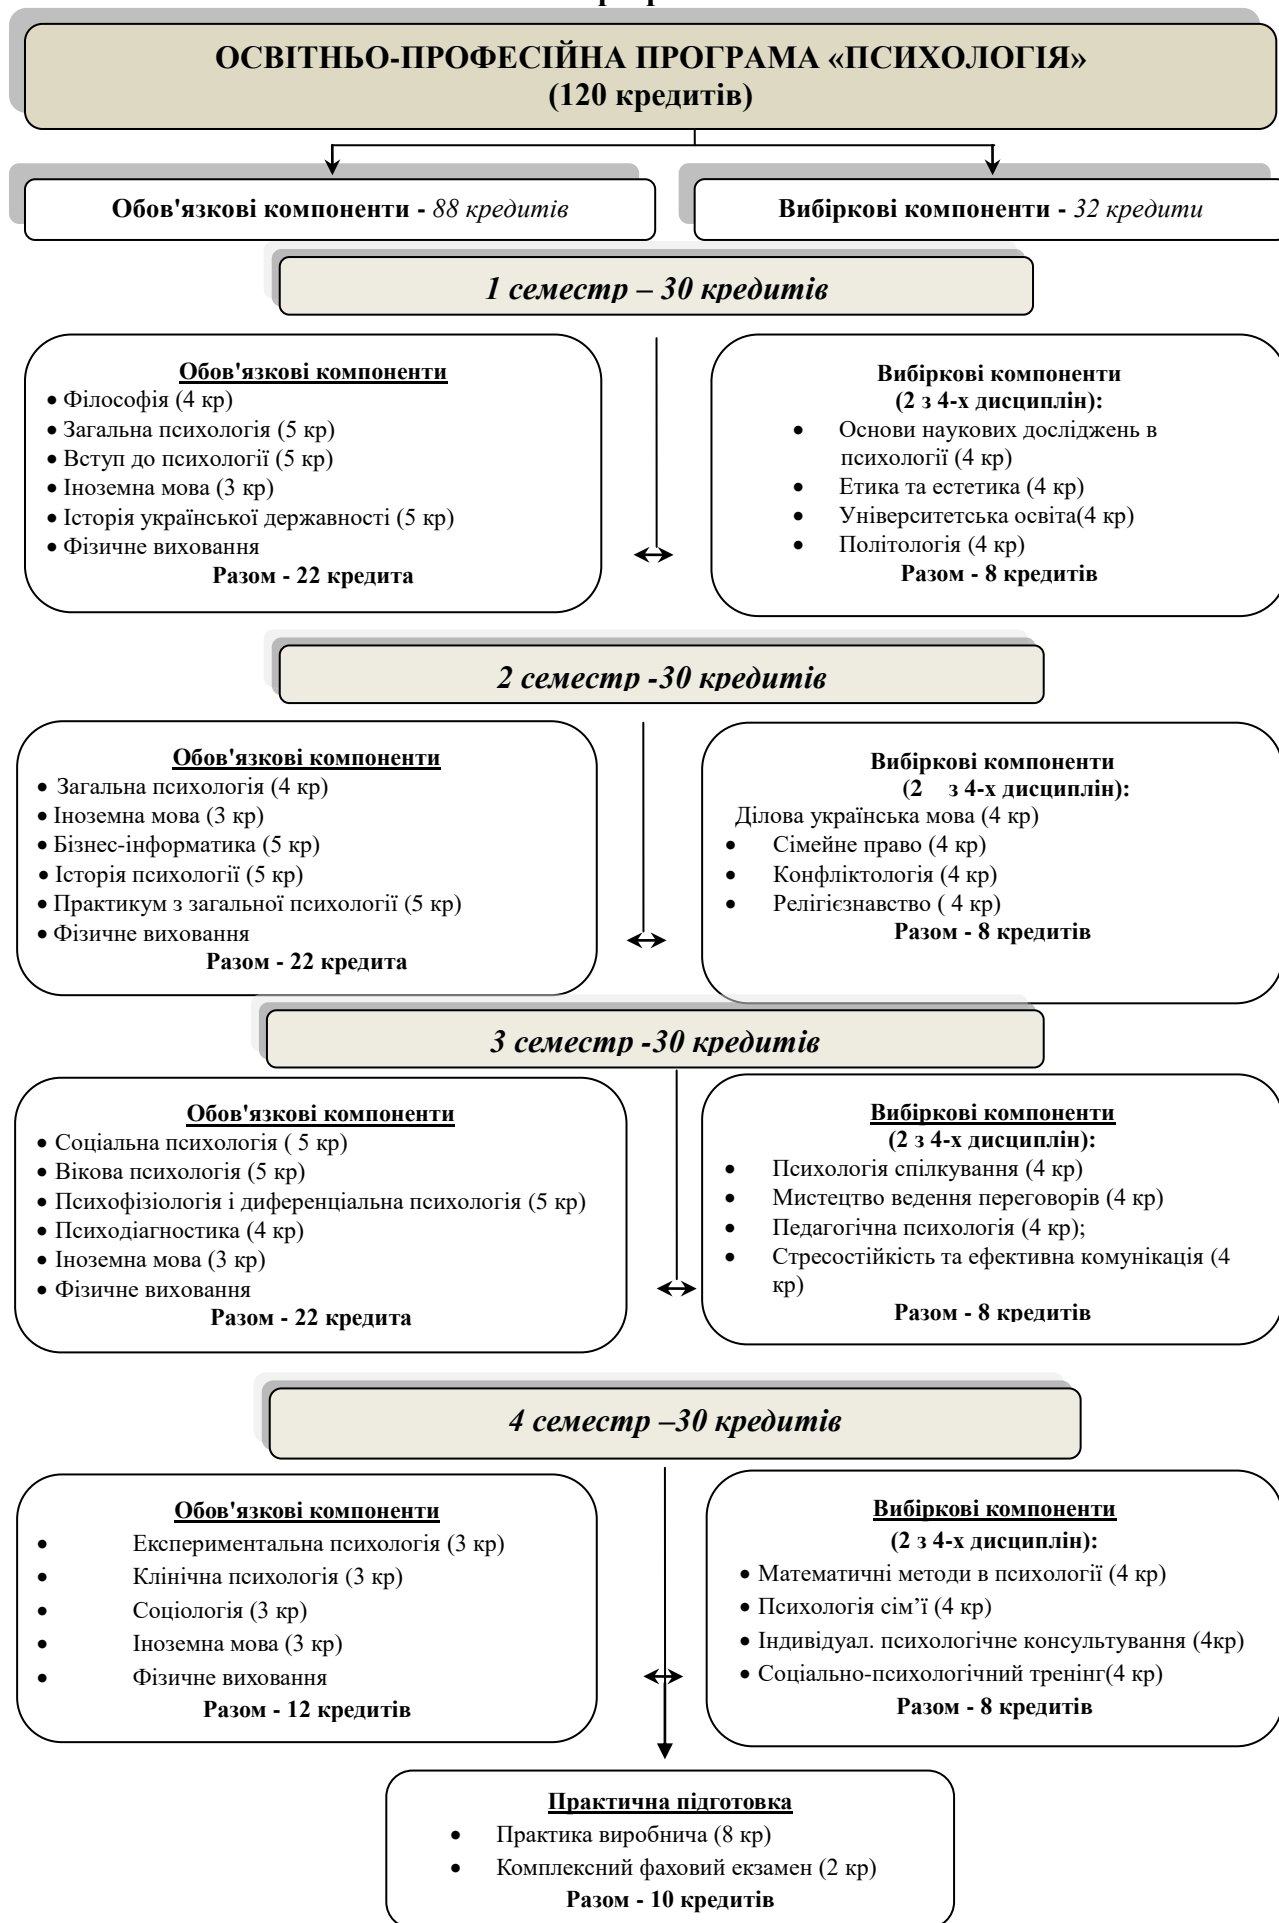 ОСВІТНЬО-ПРОФЕСІЙНА ПРОГРАМА «ПСИХОЛОГІЯ»
(120 кредитів)
Обов'язкові компоненти - 88 кредитів
Вибіркові компоненти - 32 кредити
1 семестр – 30 кредитів
Обов'язкові компоненти
• Філософія (4 кр)
• Загальна психологія (5 кр)
• Вступ до психології (5 кр)
• Іноземна мова (3 кр)
• Історія української державності (5 кр)
• Фізичне виховання
Разом - 22 кредита
Вибіркові компоненти
(2 з 4-х дисциплін):
• Основи наукових досліджень в
психології (4 кр)
• Етика та естетика (4 кр)
• Університетська освіта(4 кр)
• Політологія (4 кр)
Разом - 8 кредитів
2 семестр -30 кредитів
Обов'язкові компоненти
• Загальна психологія (4 кр)
• Іноземна мова (3 кр)
• Бізнес-інформатика (5 кр)
• Історія психології (5 кр)
• Практикум з загальної психології (5 кр)
• Фізичне виховання
Разом - 22 кредита
Вибіркові компоненти
(2 з 4-х дисциплін):
Ділова українська мова (4 кр)
• Сімейне право (4 кр)
• Конфліктологія (4 кр)
• Релігієзнавство ( 4 кр)
Разом - 8 кредитів
3 семестр -30 кредитів
Обов'язкові компоненти
• Соціальна психологія ( 5 кр)
• Вікова психологія (5 кр)
• Психофізіологія і диференціальна психологія (5 кр)
• Психодіагностика (4 кр)
• Іноземна мова (3 кр)
• Фізичне виховання
Разом - 22 кредита
Вибіркові компоненти
(2 з 4-х дисциплін):
• Психологія спілкування (4 кр)
• Мистецтво ведення переговорів (4 кр)
• Педагогічна психологія (4 кр);
• Стресостійкість та ефективна комунікація (4
кр)
Разом - 8 кредитів
4 семестр –30 кредитів
Обов'язкові компоненти
• Експериментальна психологія (3 кр)
• Клінічна психологія (3 кр)
• Соціологія (3 кр)
• Іноземна мова (3 кр)
• Фізичне виховання
Разом - 12 кредитів
Вибіркові компоненти
(2 з 4-х дисциплін):
• Математичні методи в психології (4 кр)
• Психологія сім’ї (4 кр)
• Індивідуал. психологічне консультування (4кр)
• Соціально-психологічний тренінг(4 кр)
Разом - 8 кредитів
Практична підготовка
• Практика виробнича (8 кр)
• Комплексний фаховий екзамен (2 кр)
Разом - 10 кредитів